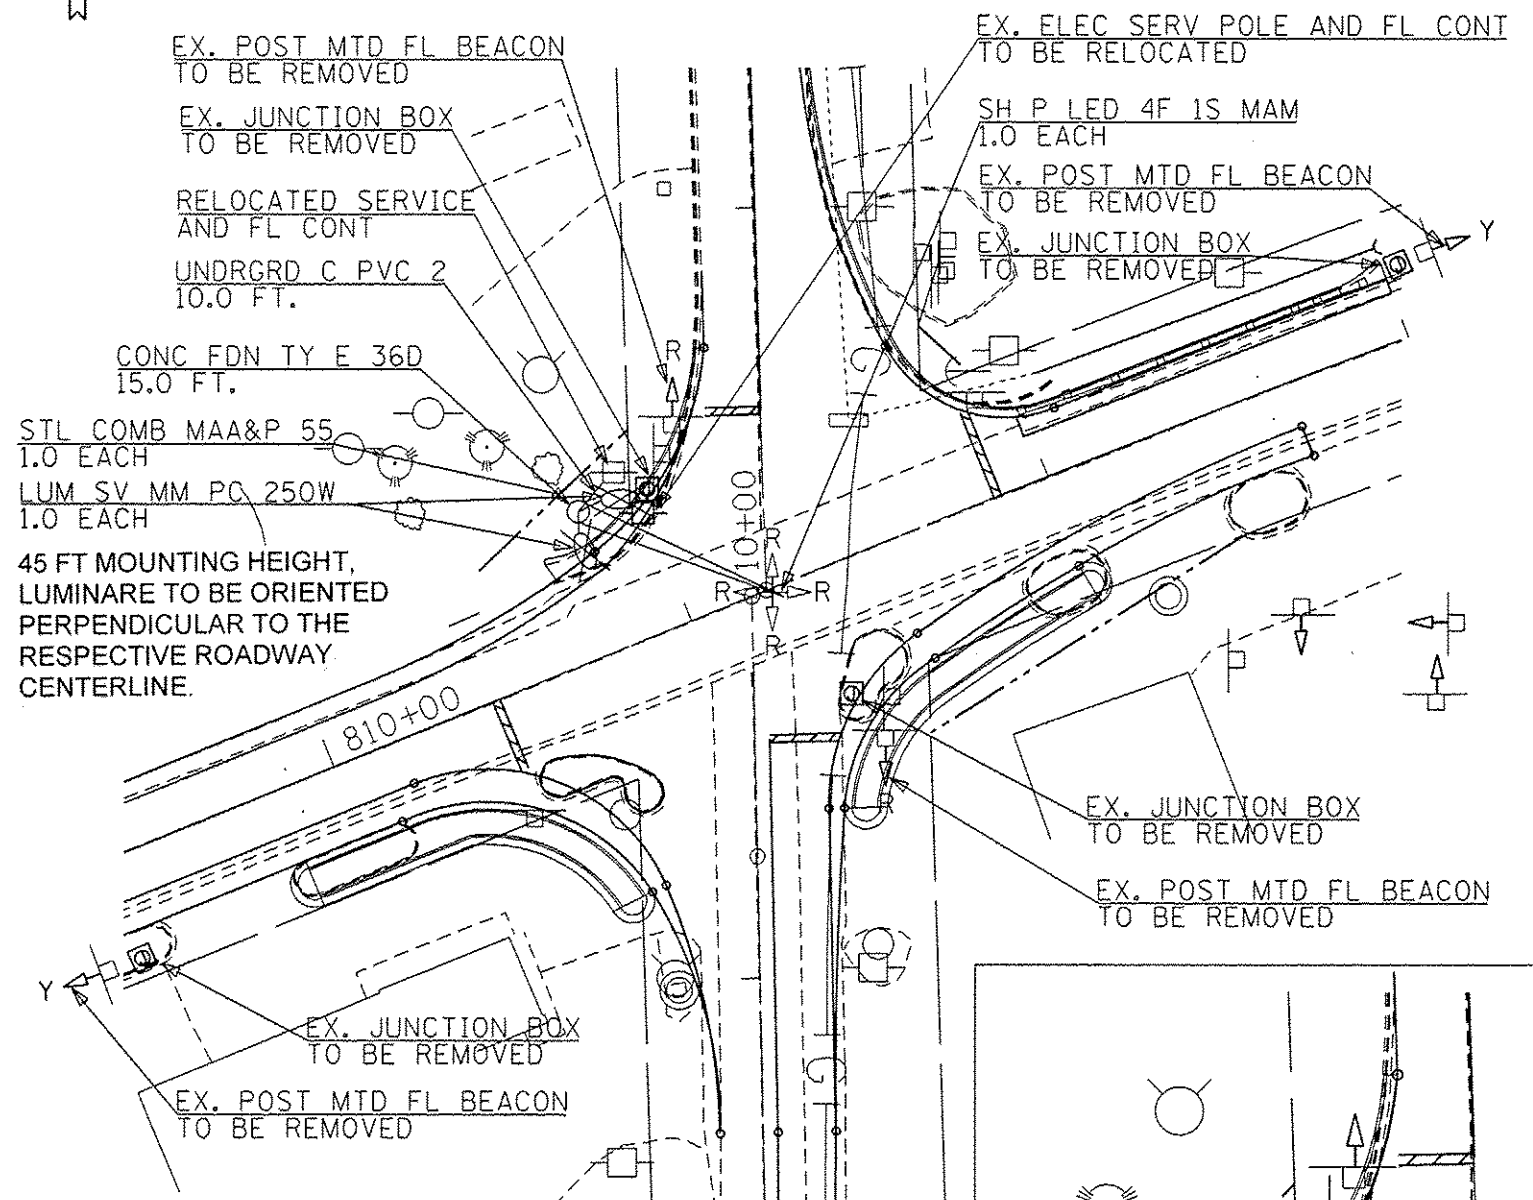 EX. POST MTD FL BEACON
TO BE REMOVED
EX. JUNCTION BOX
TO BE REMOVED
RELOCATED SERVICE
AND FL CONT
UNDRGRD C PVC 2
10.0 FT.
CONC FDN TY E 36D
15.0 FT.
STL COMB MAA&P 55
1.0 EACH
LUM SV MM PC 250W
1.0 EACH
45 FT MOUNTING HEIGHT,
LUMINARE TO BE ORIENTED
PERPENDICULAR TO THE
RESPECTIVE ROADWAY
CENTERLINE.
EX. ELEC SERV POLE AND FL CONT
TO BE RELOCATED
SH P LED 4F 1S MAM
1.0 EACH
EX. POST MTD FL BEACON
TO BE REMOVED
EX. JUNCTION BOX
TO BE REMOVED
Y
R
10+00
R
R
R
R
810+00
R
EX. JUNCTION BOX
TO BE REMOVED
EX. POST MTD FL BEACON
TO BE REMOVED
Y
EX. JUNCTION BOX
TO BE REMOVED
EX. POST MTD FL BEACON
TO BE REMOVED